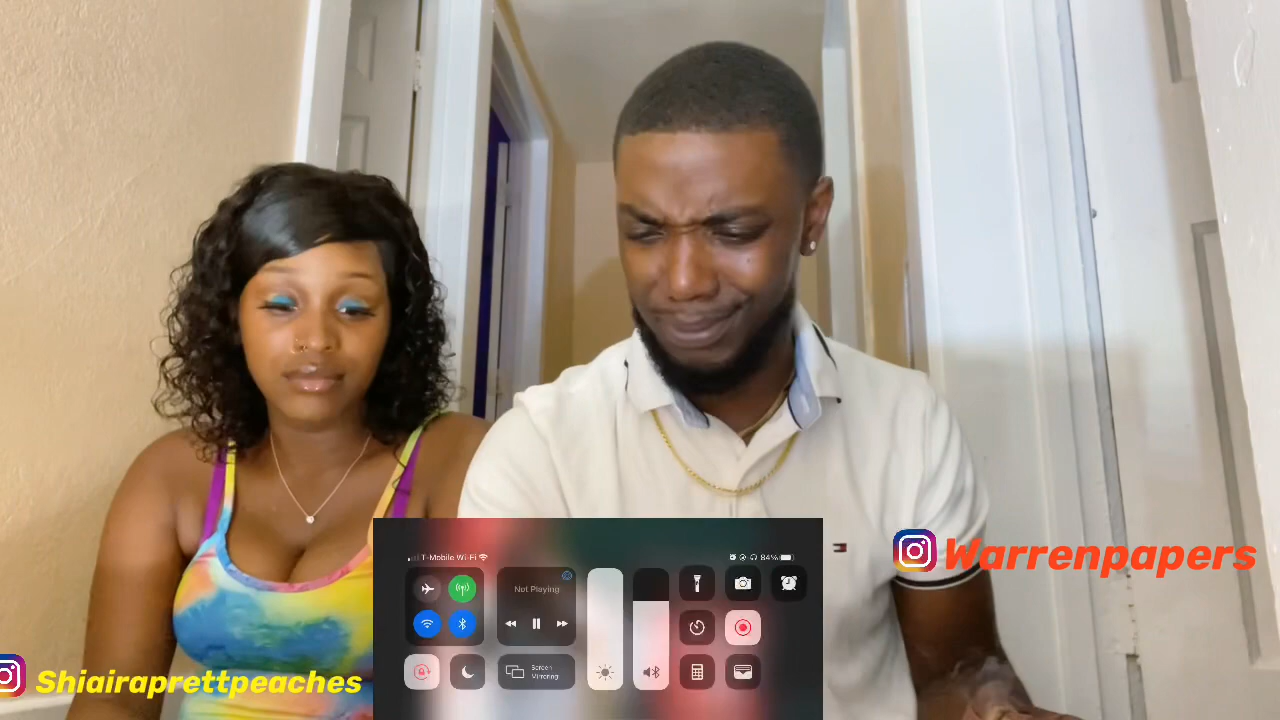 T-Mobile Wi-Fi
84%
Not Playing
Screen
Mirroring
Warrenpapers
Shiairaprettpeaches